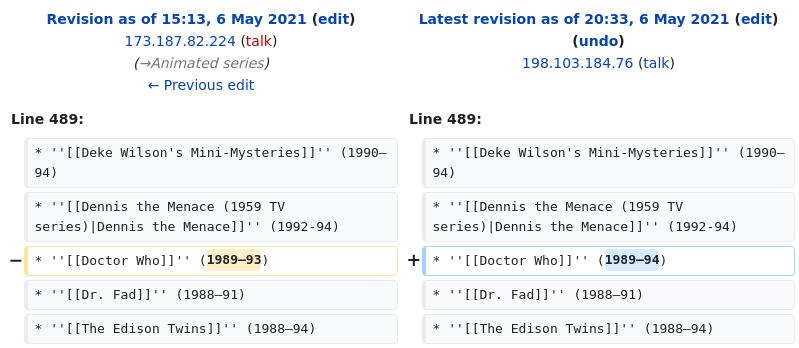 Revision as of 15:13, 6 May 2021 (edit)
173.187.82.224 (talk)
(→Animated series)
← Previous edit
Latest revision as of 20:33, 6 May 2021 (edit)
(undo)
198.103.184.76 (talk)
Line 489:
Line 489:
* ''[[Deke Wilson's Mini-Mysteries]]'' (1990–
94)
* ''[[Deke Wilson's Mini-Mysteries]]'' (1990–
94)
* ''[[Dennis the Menace (1959 TV
series)|Dennis the Menace]]'' (1992-94)
* ''[[Dennis the Menace (1959 TV
series)|Dennis the Menace]]'' (1992-94)
− * ''[[Doctor Who]]'' (1989–93)
+ * ''[[Doctor Who]]'' (1989–94)
* ''[[Dr. Fad]]'' (1988–91)
* ''[[Dr. Fad]]'' (1988–91)
* ''[[The Edison Twins]]'' (1988–94)
* ''[[The Edison Twins]]'' (1988–94)